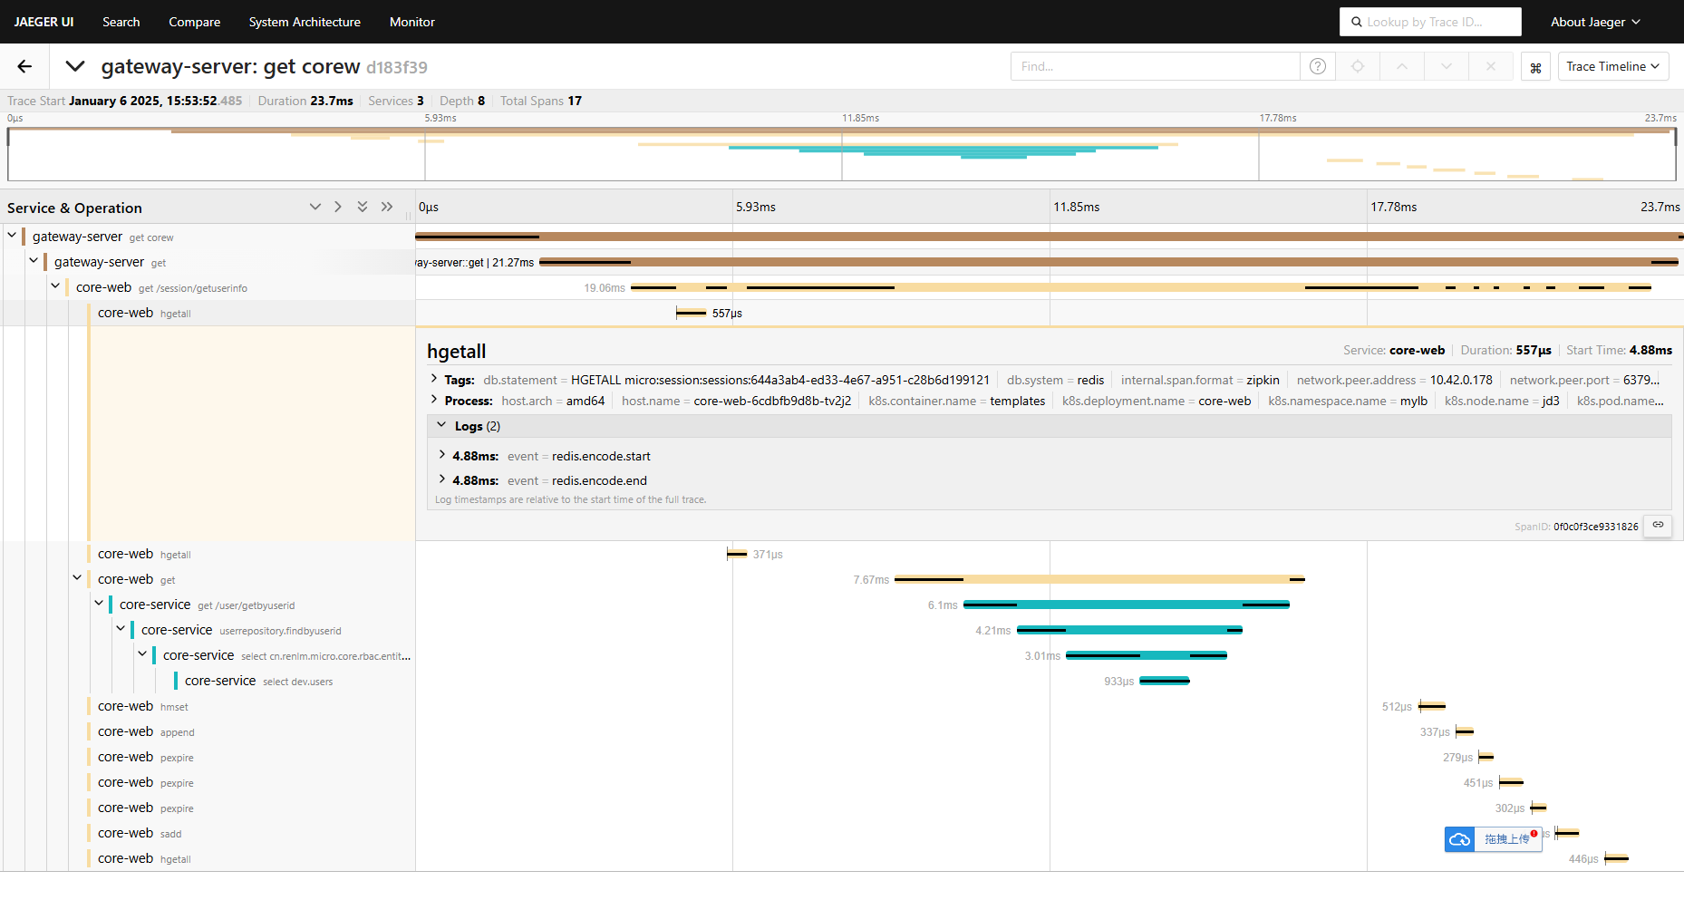 JAEGER UI Search Compare System Architecture Monitor Lookup by Trace ID... About Jaeger
gateway-server: get corew d183f39 Find... Trace Timeline
Trace Start January 6 2025, 15:53:52.485 Duration 23.7ms Services 3 Depth 8 Total Spans 17
0μs 5.93ms 11.85ms 17.78ms 23.7ms
Service & Operation 0μs 5.93ms 11.85ms 17.78ms 23.7ms
gateway-server get corew
gateway-server get way-server::get | 21.27ms
core-web get /session/getuserinfo 19.06ms
core-web hgetall 557μs
hgetall Service: core-web Duration: 557μs Start Time: 4.88ms
Tags: db.statement = HGETALL micro:session:sessions:644a3ab4-ed33-4e67-a951-c28b6d199121 db.system = redis internal.span.format = zipkin network.peer.address = 10.42.0.178 network.peer.port = 6379...
Process: host.arch = amd64 host.name = core-web-6cdbfb9d8b-tv2j2 k8s.container.name = templates k8s.deployment.name = core-web k8s.namespace.name = mylb k8s.node.name = jd3 k8s.pod.name...
Logs (2)
4.88ms: event = redis.encode.start
4.88ms: event = redis.encode.end
Log timestamps are relative to the start time of the full trace.
SpanID: 0f0c0f3ce9331826
core-web hgetall 371μs
core-web get 7.67ms
core-service get /user/getbyuserid 6.1ms
core-service userrepository.findbyuserid 4.21ms
core-service select cn.renlm.micro.core.rbac.entit... 3.01ms
core-service select dev.users 933μs
core-web hmset 512μs
core-web append 337μs
core-web pexpire 279μs
core-web pexpire 451μs
core-web pexpire 302μs
core-web sadd 拖拽上传
core-web hgetall 446μs